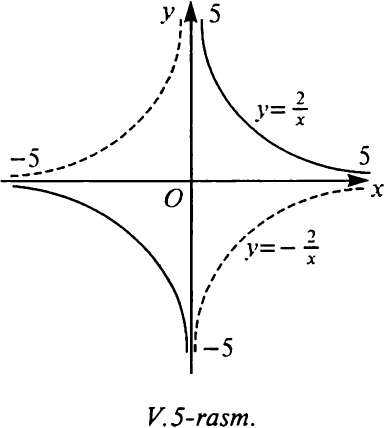 y 5
y = 2/x
-5 5
O x
y = - 2/x
-5
V.5-rasm.